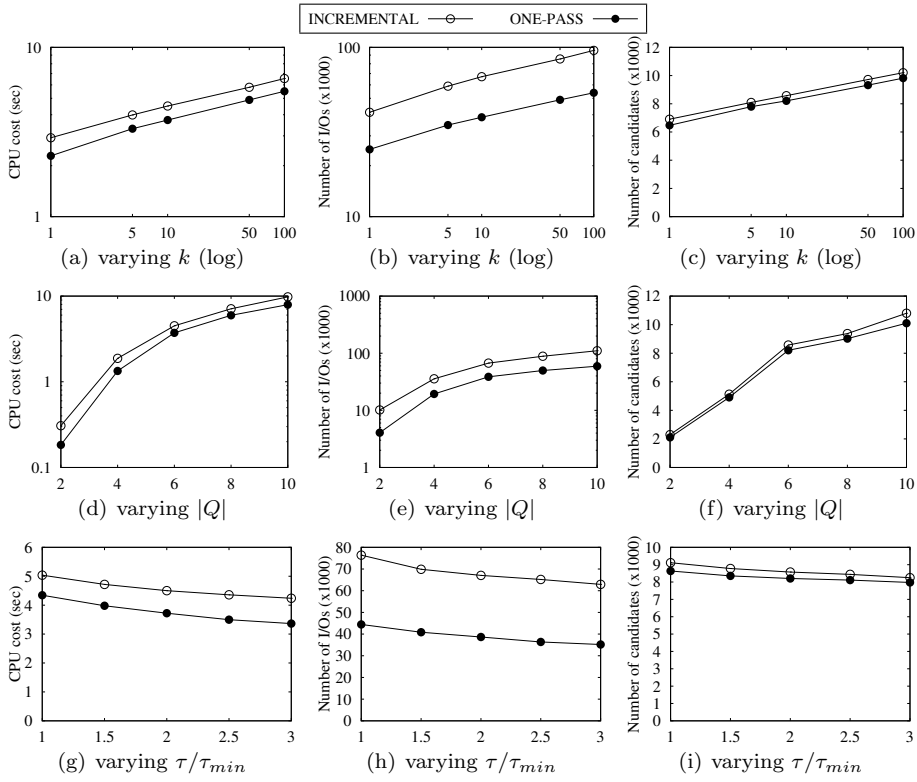 INCREMENTAL ONE-PASS
CPU cost (sec)
10
1
1 5 10 50 100
(a) varying k (log)
Number of I/Os (x1000)
100
10
1 5 10 50 100
(b) varying k (log)
Number of candidates (x1000)
12
10
8
6
4
2
0
1 5 10 50 100
(c) varying k (log)
CPU cost (sec)
10
1
0.1
2 4 6 8 10
(d) varying |Q|
Number of I/Os (x1000)
1000
100
10
1
2 4 6 8 10
(e) varying |Q|
Number of candidates (x1000)
12
10
8
6
4
2
0
2 4 6 8 10
(f) varying |Q|
CPU cost (sec)
6
5
4
3
2
1
0
1 1.5 2 2.5 3
(g) varying τ/τmin
Number of I/Os (x1000)
80
70
60
50
40
30
20
10
0
1 1.5 2 2.5 3
(h) varying τ/τmin
Number of candidates (x1000)
10
9
8
7
6
5
4
3
2
1
0
1 1.5 2 2.5 3
(i) varying τ/τmin